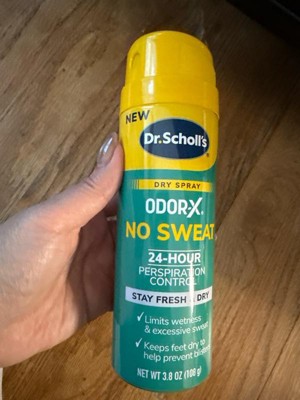 NEW
Dr.Scholl's
DRY SPRAY
ODOR-X
NO SWEAT
24-HOUR
PERSPIRATION
CONTROL
STAY FRESH & DRY
✓ Limits wetness
& excessive sweat
✓ Keeps feet dry to
help prevent
NET WT 3.8 OZ (108 g)